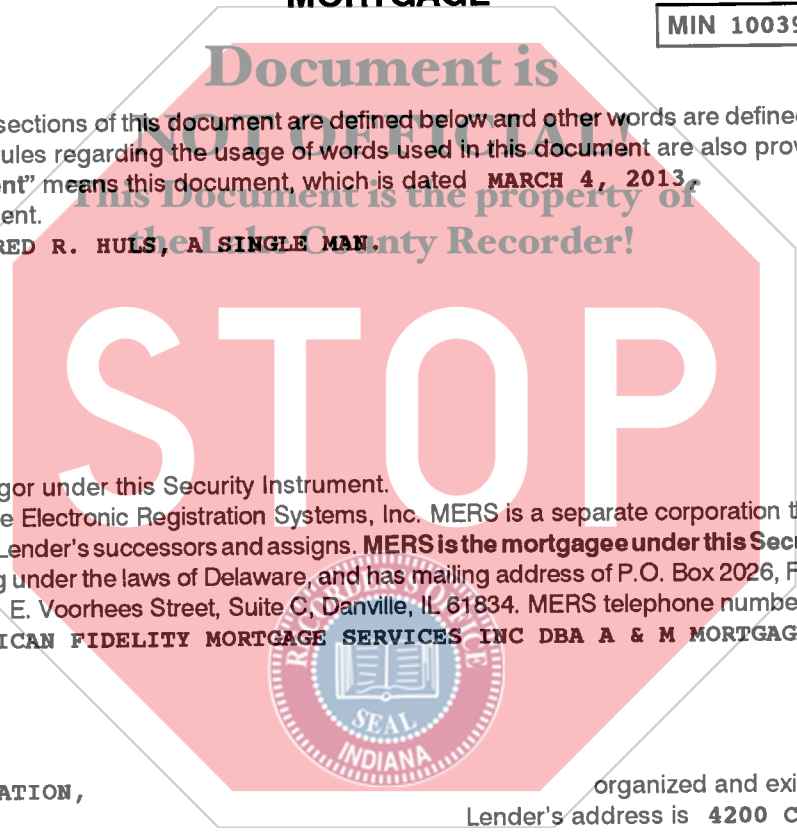 MORTGAGE
MIN 10039
Document is
sections of this document are defined below and other words are defined
NOT OFFICIAL!
ules regarding the usage of words used in this document are also prov
ent” means this document, which is dated MARCH 4, 2013,
This Document is the property of
ent.
the Lake County Recorder!
RED R. HULS, A SINGLE MAN.
STOP
gor under this Security Instrument.
e Electronic Registration Systems, Inc. MERS is a separate corporation t
Lender's successors and assigns. MERS is the mortgagee under this Secu
g under the laws of Delaware, and has mailing address of P.O. Box 2026, F
E. Voorhees Street, Suite C, Danville, IL 61834. MERS telephone numbe
ICAN FIDELITY MORTGAGE SERVICES INC DBA A & M MORTGAG
RECORDER'S OFFICE
SEAL
INDIANA
ATION,
organized and exi
Lender's address is 4200 C